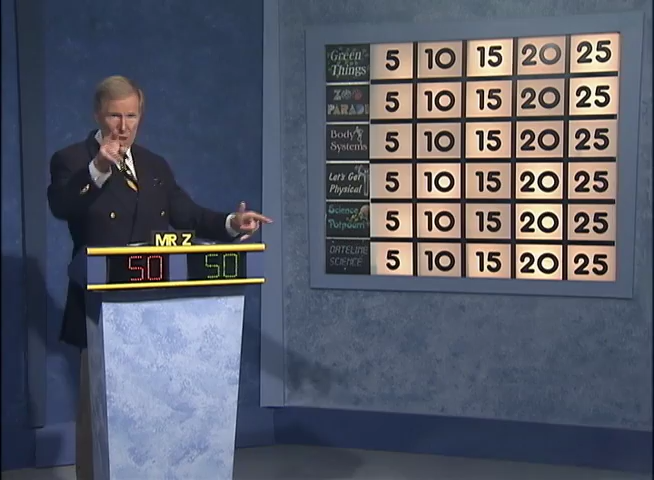 Green Things 5 10 15 20 25
ZOO PARADE 5 10 15 20 25
Body Systems 5 10 15 20 25
Let's Get Physical 5 10 15 20 25
Science Potpourri 5 10 15 20 25
DATELINE SCIENCE 5 10 15 20 25
MR Z
50 50